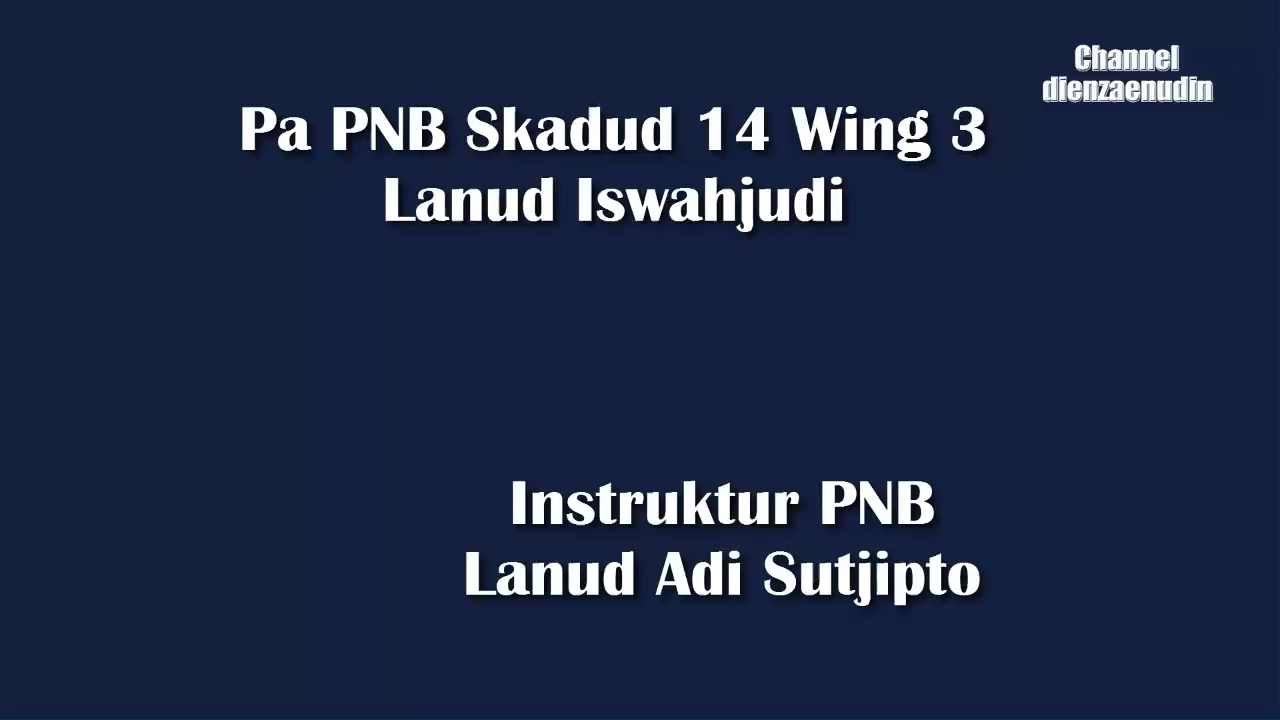 Channel
dienzaenudin
Pa PNB Skadud 14 Wing 3
Lanud Iswahjudi
Instruktur PNB
Lanud Adi Sutjipto